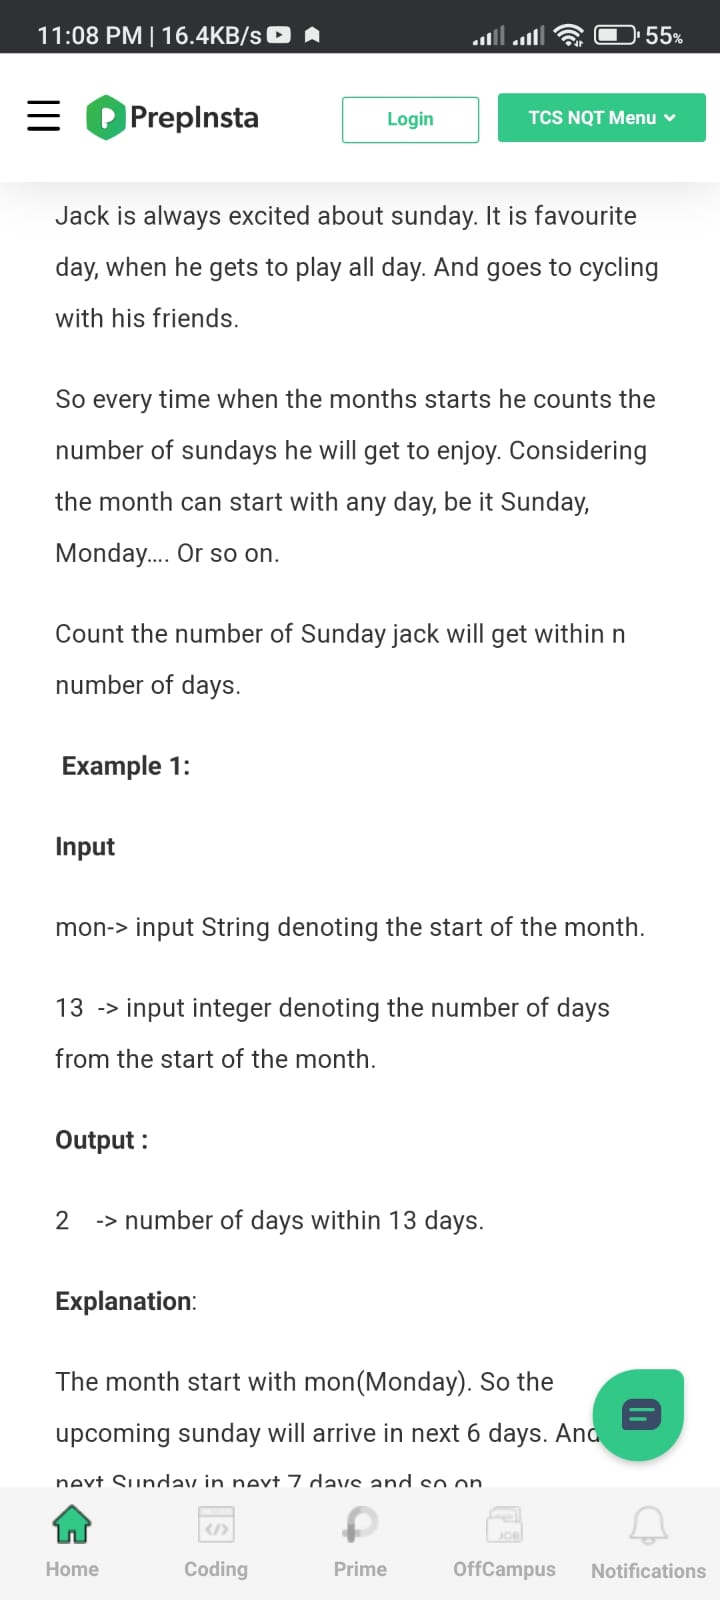 11:08 PM | 16.4KB/s
55%
PrepInsta
Login
TCS NQT Menu
Jack is always excited about sunday. It is favourite
day, when he gets to play all day. And goes to cycling
with his friends.
So every time when the months starts he counts the
number of sundays he will get to enjoy. Considering
the month can start with any day, be it Sunday,
Monday.... Or so on.
Count the number of Sunday jack will get within n
number of days.
Example 1:
Input
mon-> input String denoting the start of the month.
13 -> input integer denoting the number of days
from the start of the month.
Output :
2 -> number of days within 13 days.
Explanation:
The month start with mon(Monday). So the
upcoming sunday will arrive in next 6 days. And
next Sunday in next 7 days and so on
JOB
Home
Coding
Prime
OffCampus
Notifications